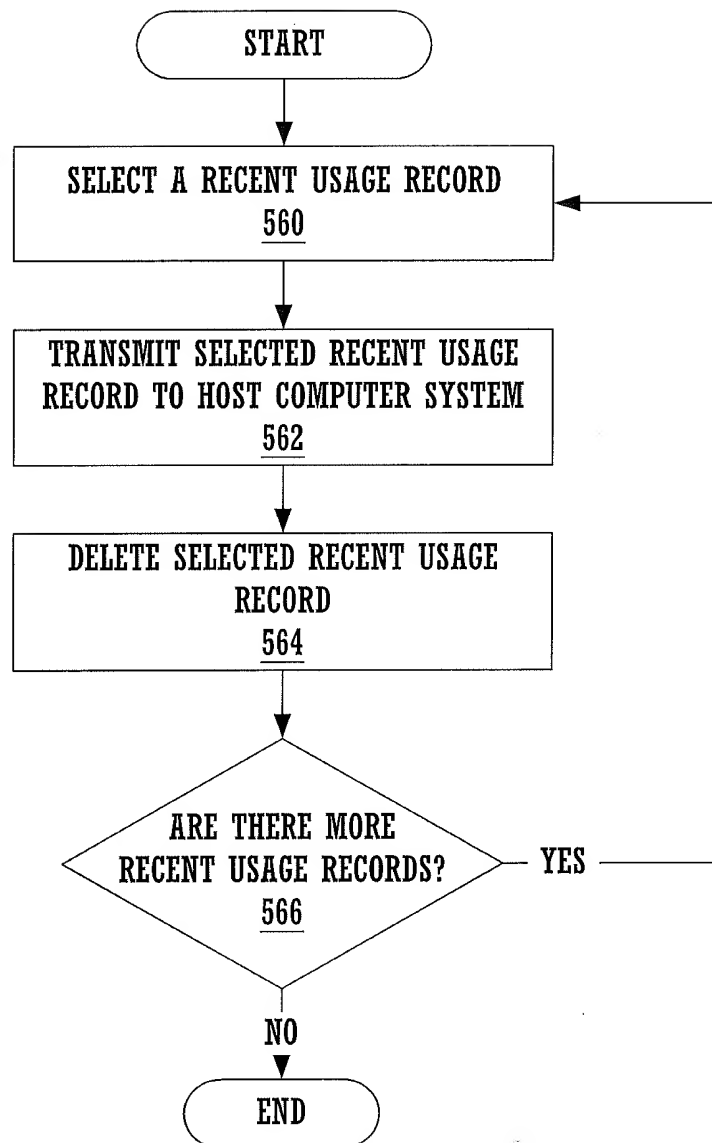 START
SELECT A RECENT USAGE RECORD
560
TRANSMIT SELECTED RECENT USAGE
RECORD TO HOST COMPUTER SYSTEM
562
DELETE SELECTED RECENT USAGE
RECORD
564
ARE THERE MORE
RECENT USAGE RECORDS?
566
YES
NO
END